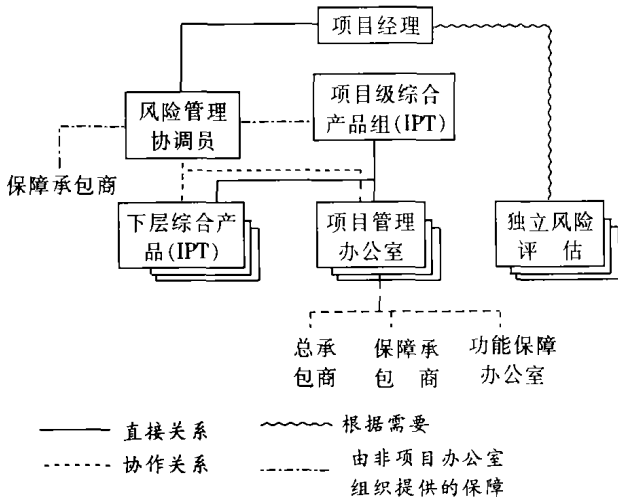 项目经理
风险管理
协调员
项目级综合
产品组(IPT)
保障承包商
下层综合产
品(IPT)
项目管理
办公室
独立风险
评 估
总承
包商
保障承
包 商
功能保障
办公室
直接关系
根据需要
协作关系
由非项目办公室
组织提供的保障